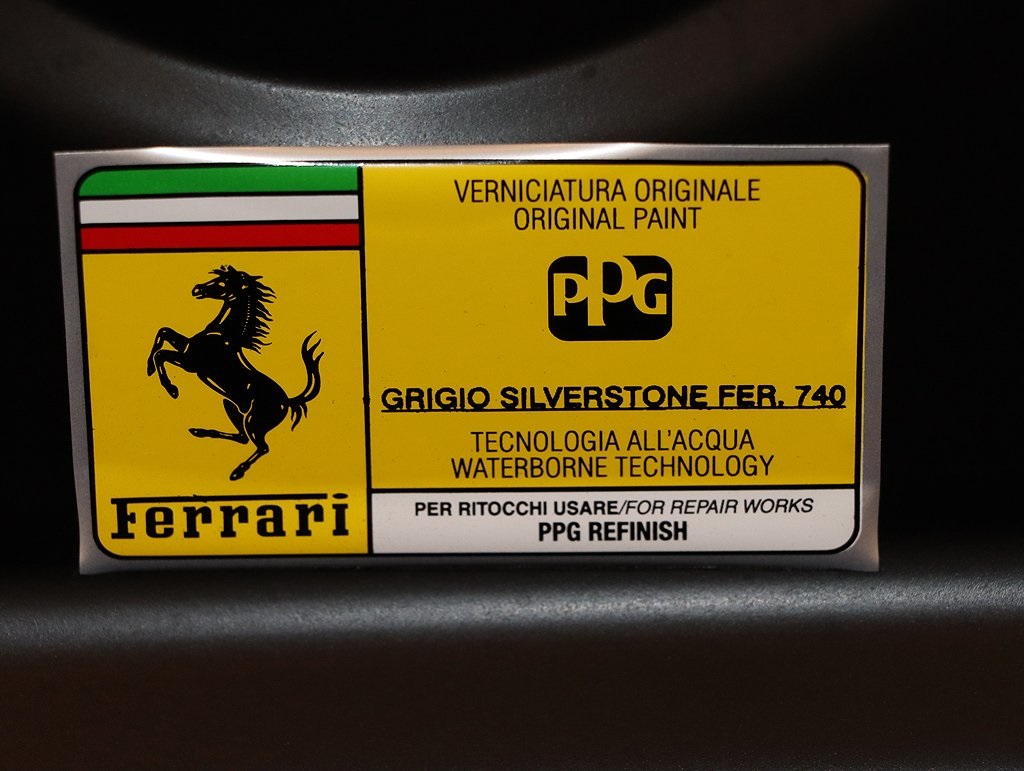 Ferrari
VERNICIATURA ORIGINALE
ORIGINAL PAINT
PPG
GRIGIO SILVERSTONE FER. 740
TECNOLOGIA ALL'ACQUA
WATERBORNE TECHNOLOGY
PER RITOCCHI USARE/FOR REPAIR WORKS
PPG REFINISH